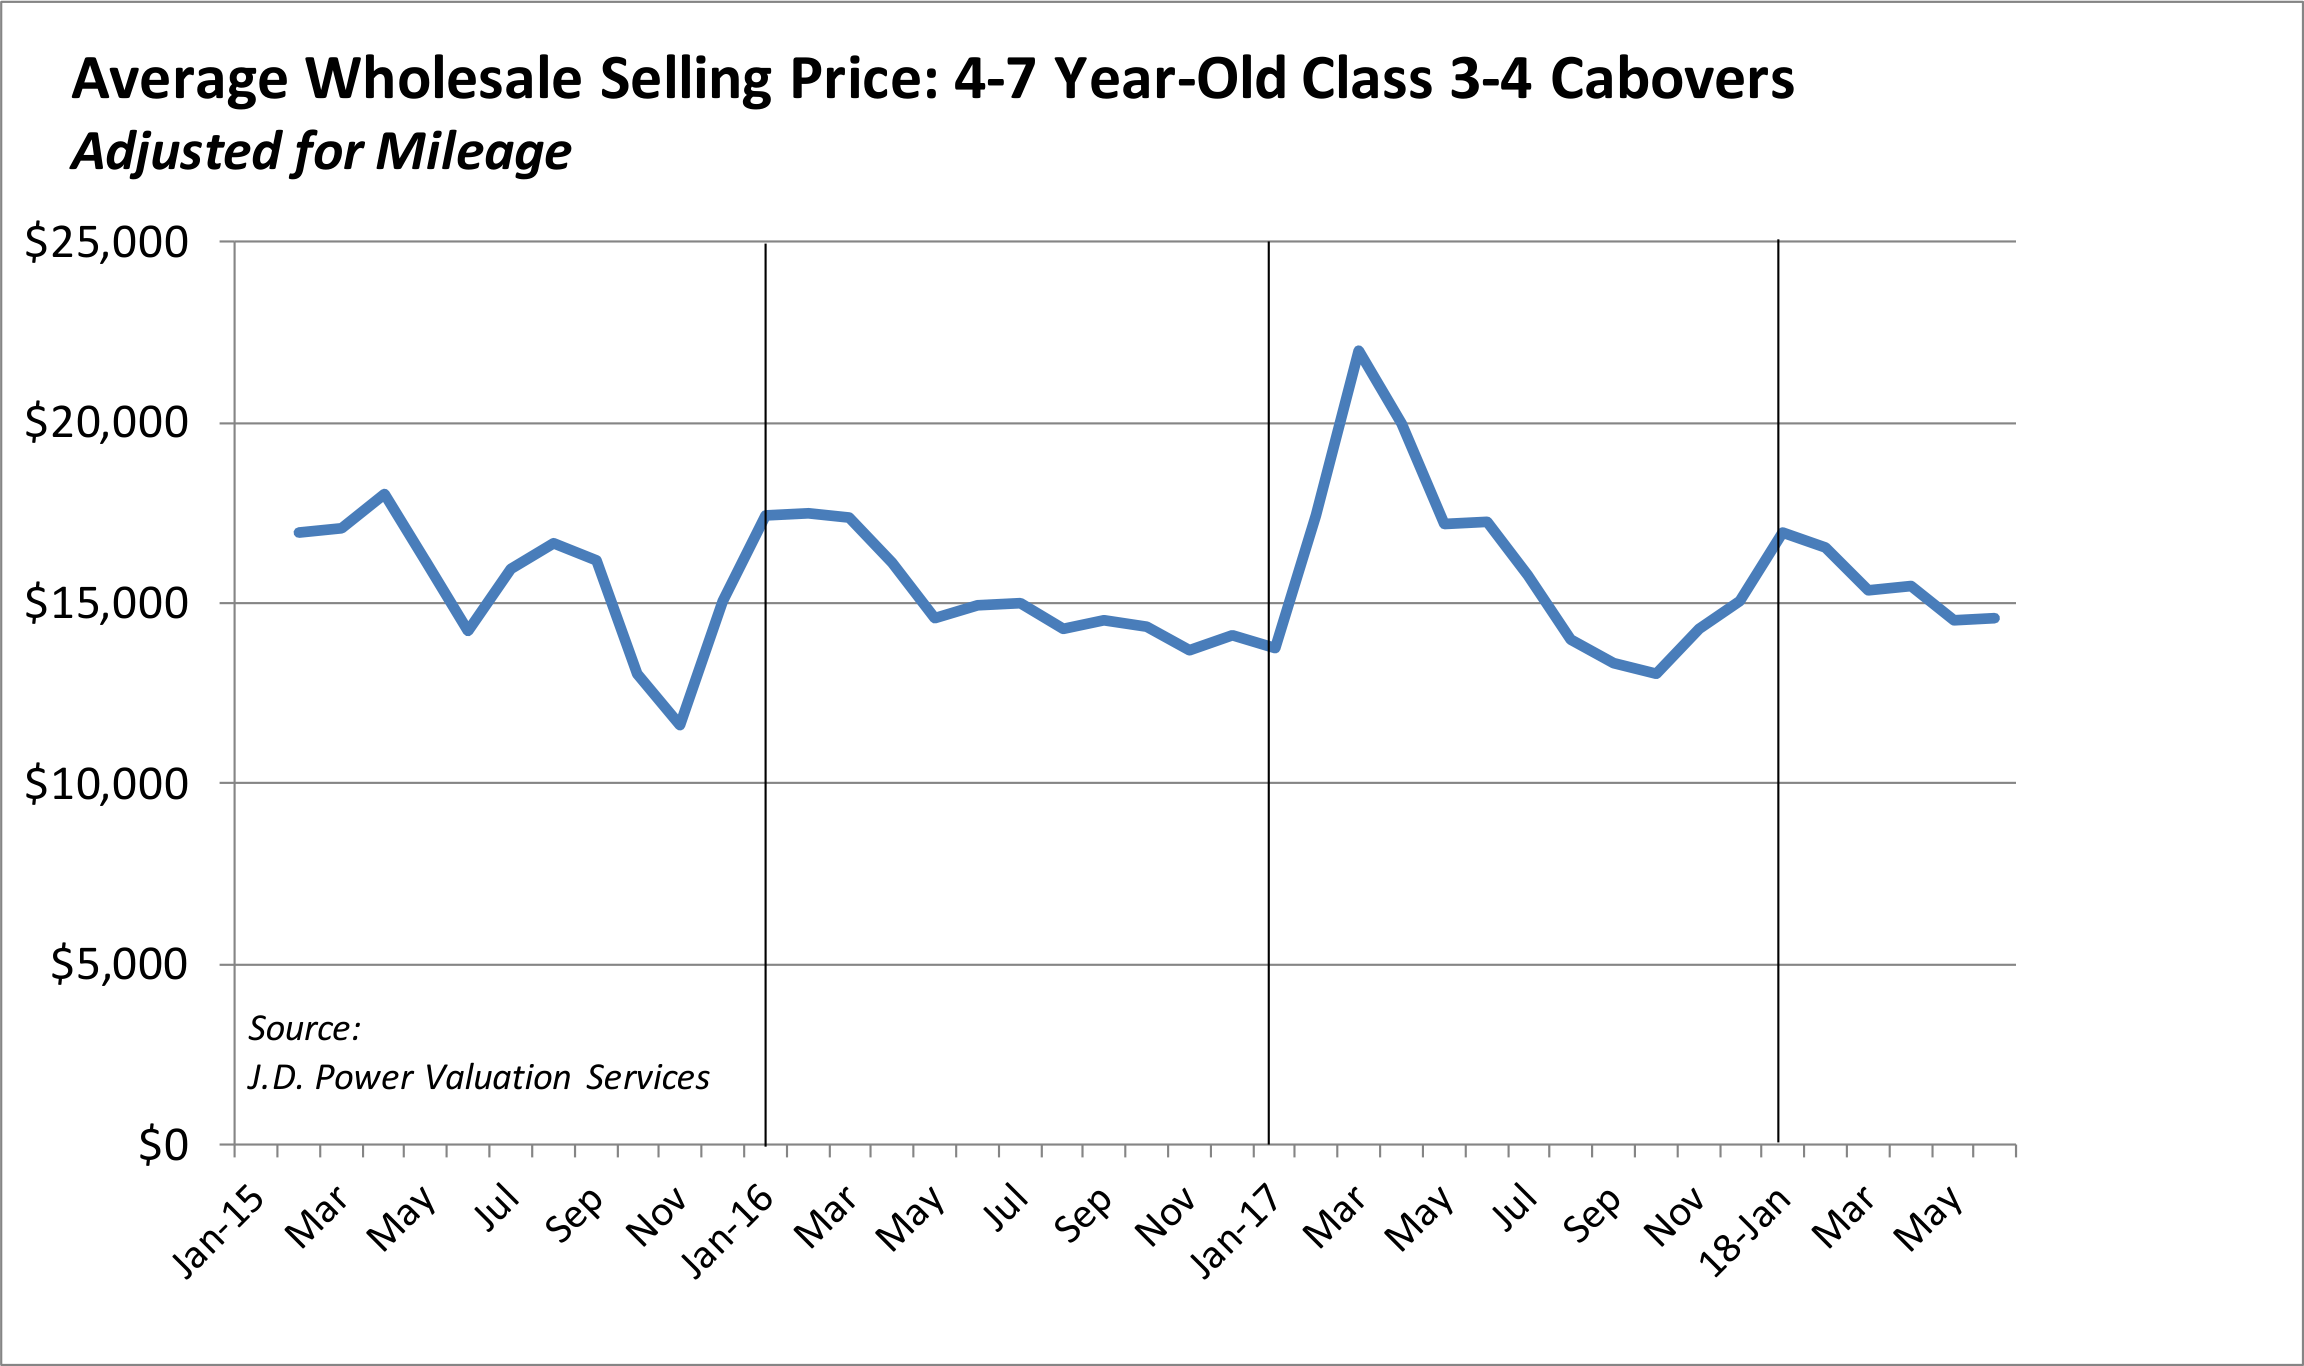 Average Wholesale Selling Price: 4-7 Year-Old Class 3-4 Cabovers
Adjusted for Mileage
$25,000
$20,000
$15,000
$10,000
$5,000
$0
Source:
J.D. Power Valuation Services
Jan-15
Mar
May
Jul
Sep
Nov
Jan-16
Mar
May
Jul
Sep
Nov
Jan-17
Mar
May
Jul
Sep
Nov
18-Jan
Mar
May